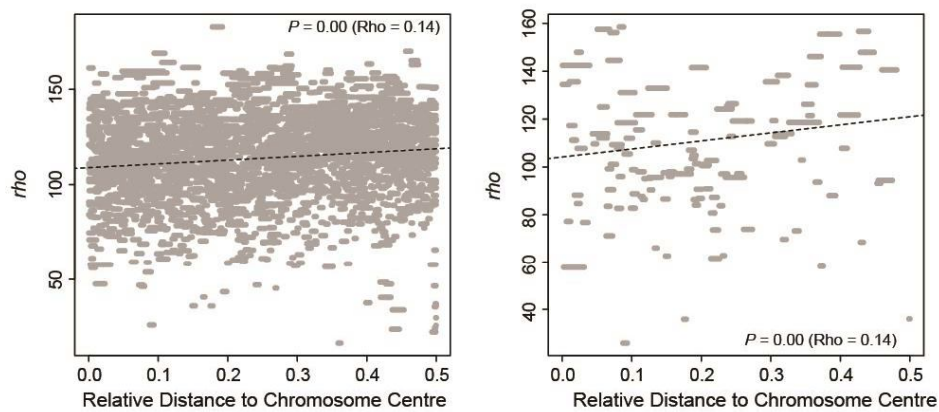 P = 0.00 (Rho = 0.14)
rho
150
100
50
0.0 0.1 0.2 0.3 0.4 0.5
Relative Distance to Chromosome Centre
rho
160
140
120
100
80
60
40
P = 0.00 (Rho = 0.14)
0.0 0.1 0.2 0.3 0.4 0.5
Relative Distance to Chromosome Centre